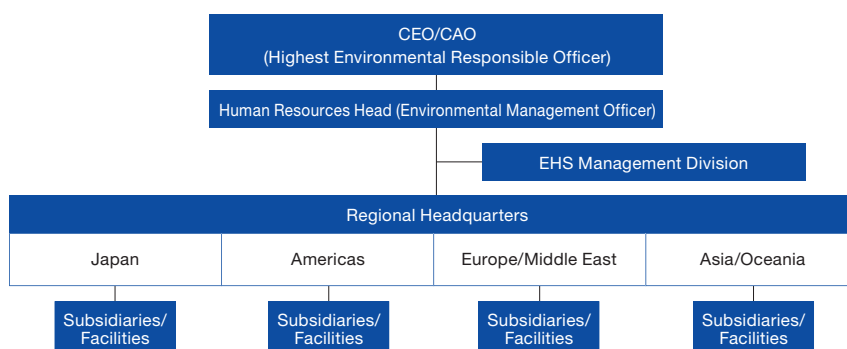 CEO/CAO
(Highest Environmental Responsible Officer)
Human Resources Head (Environmental Management Officer)
EHS Management Division
Regional Headquarters
Japan
Americas
Europe/Middle East
Asia/Oceania
Subsidiaries/
Facilities
Subsidiaries/
Facilities
Subsidiaries/
Facilities
Subsidiaries/
Facilities